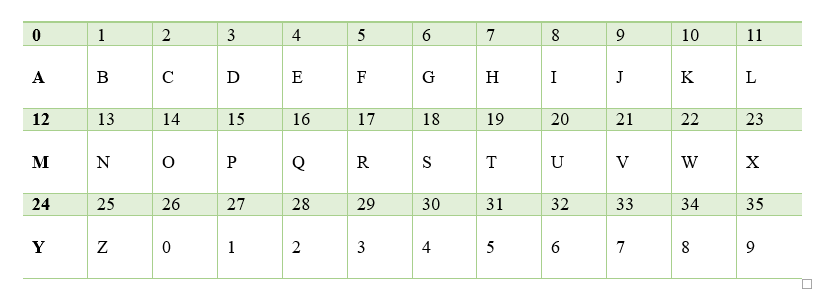 0 1 2 3 4 5 6 7 8 9 10 11
A B C D E F G H I J K L
12 13 14 15 16 17 18 19 20 21 22 23
M N O P Q R S T U V W X
24 25 26 27 28 29 30 31 32 33 34 35
Y Z 0 1 2 3 4 5 6 7 8 9